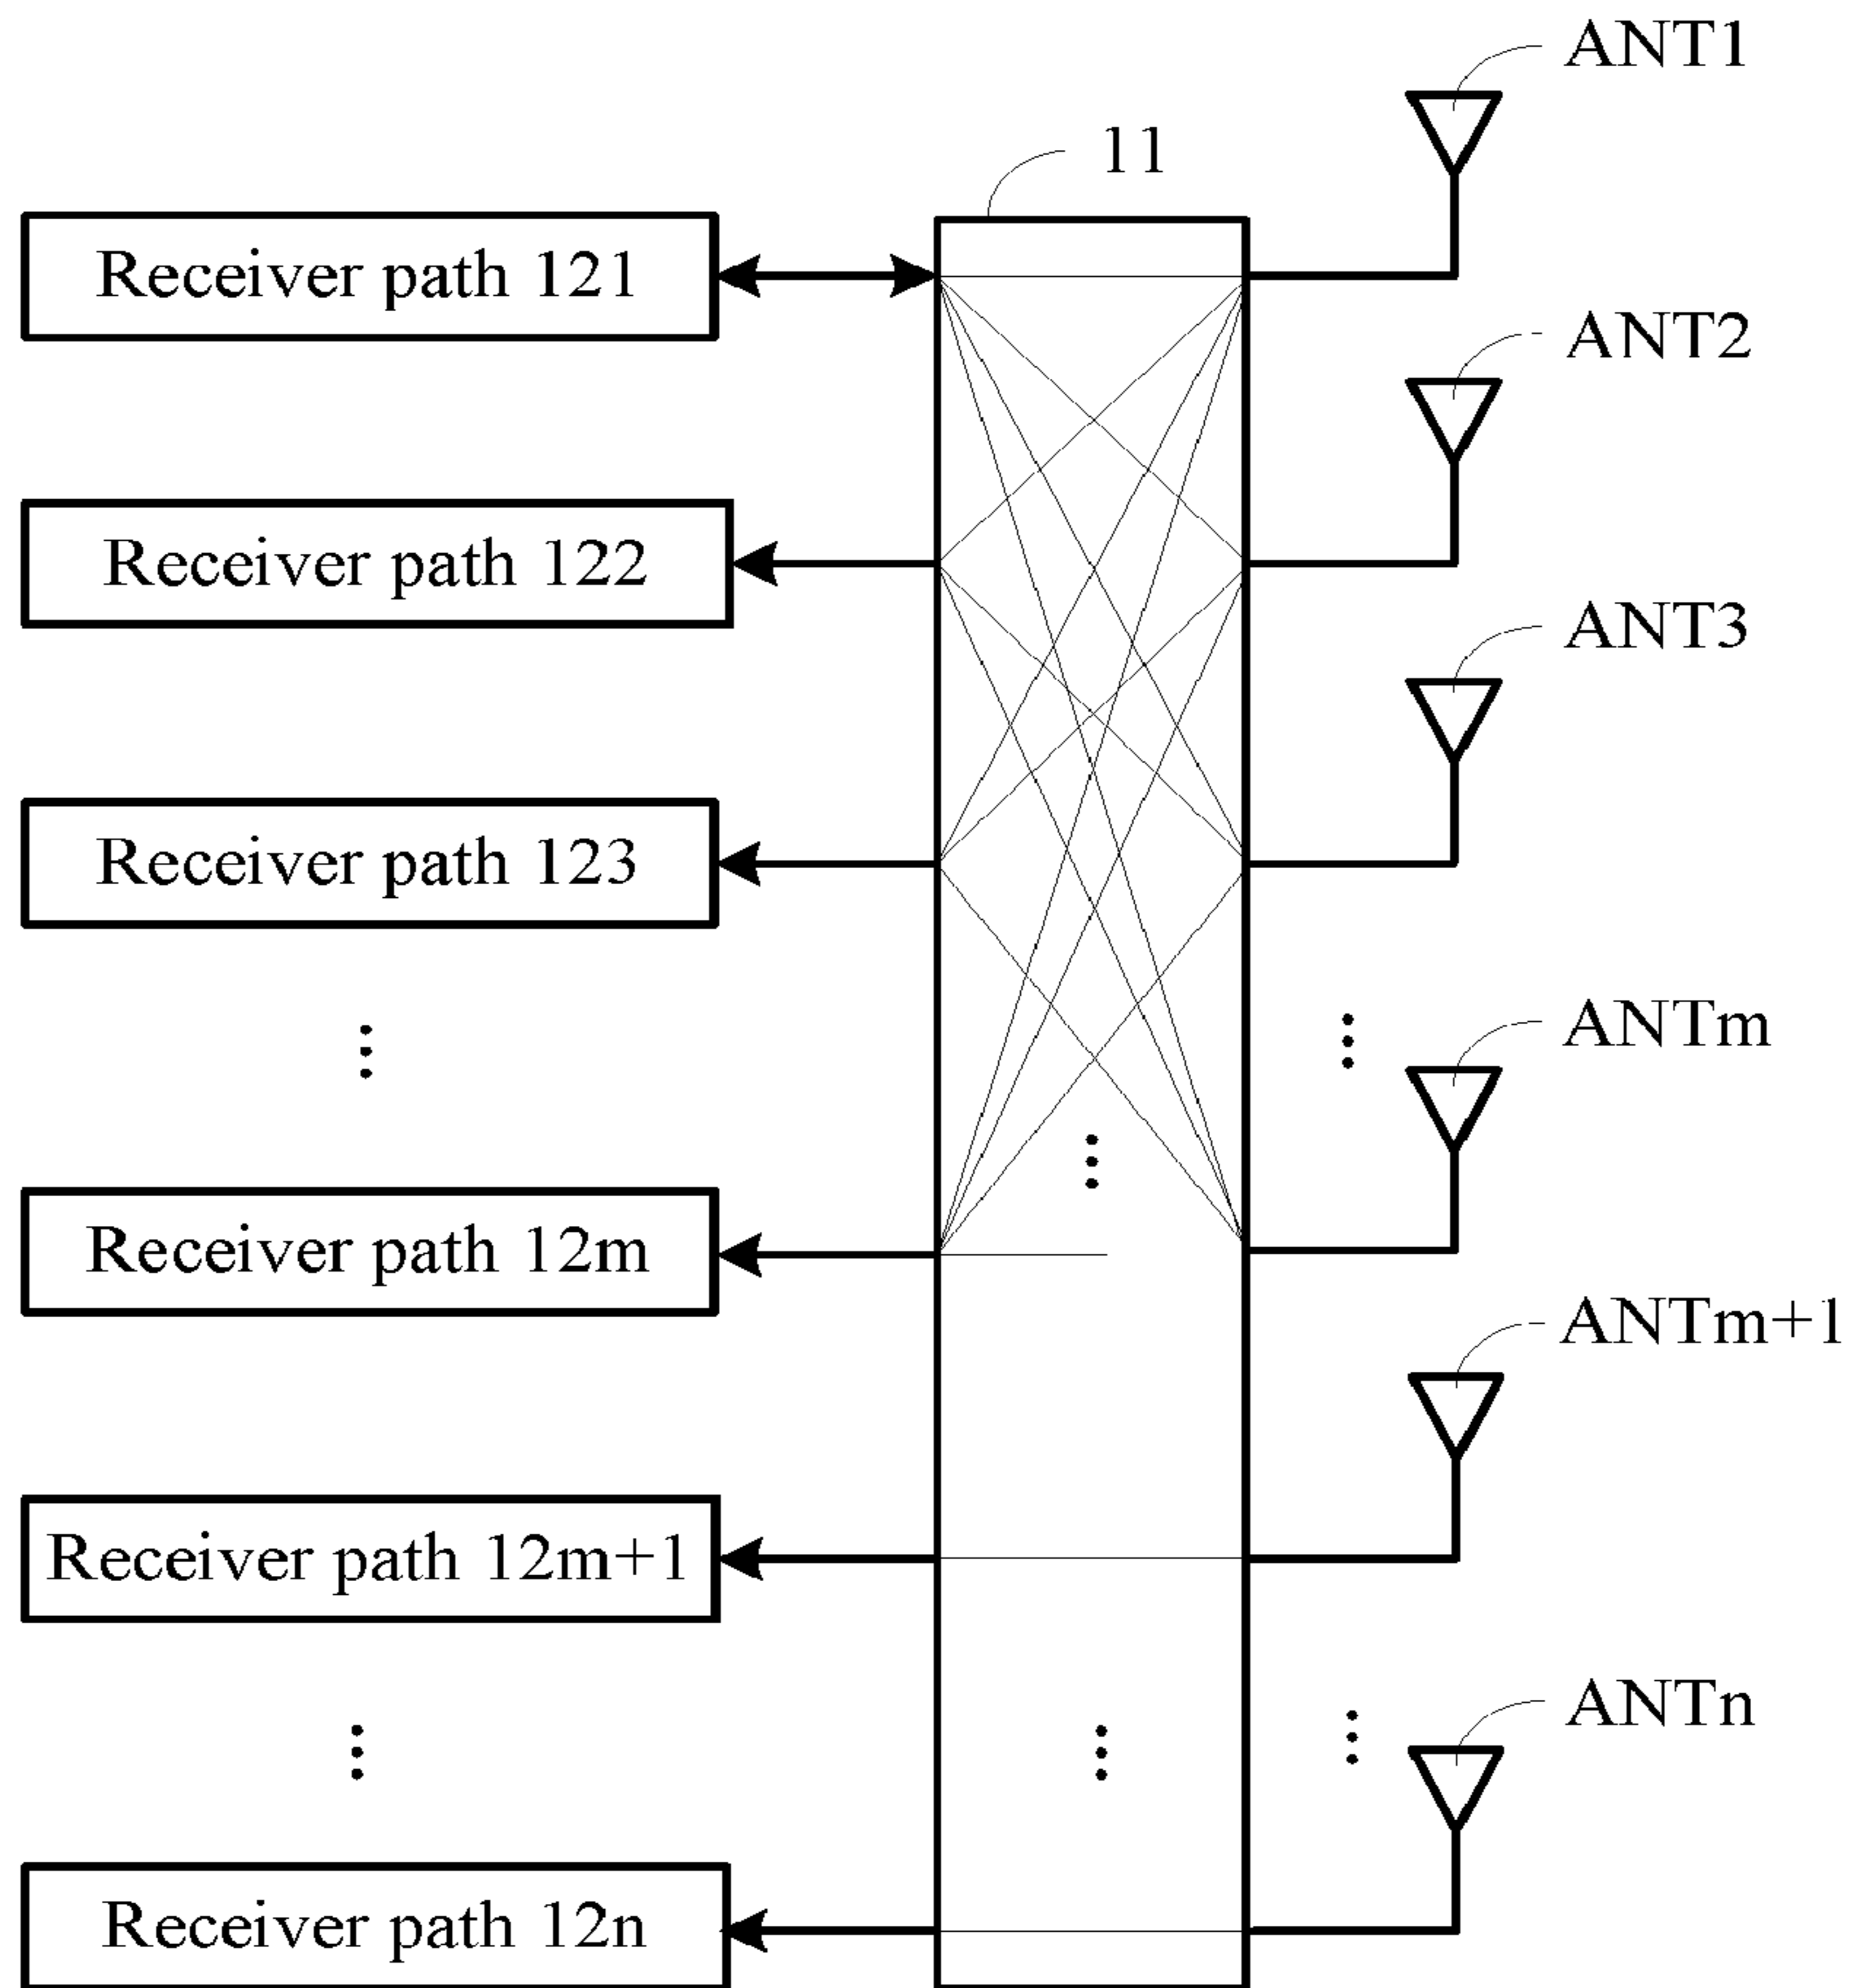 ANT1
11
Receiver path 121
ANT2
Receiver path 122
ANT3
Receiver path 123
ANTm
Receiver path 12m
ANTm+1
Receiver path 12m+1
ANTn
Receiver path 12n